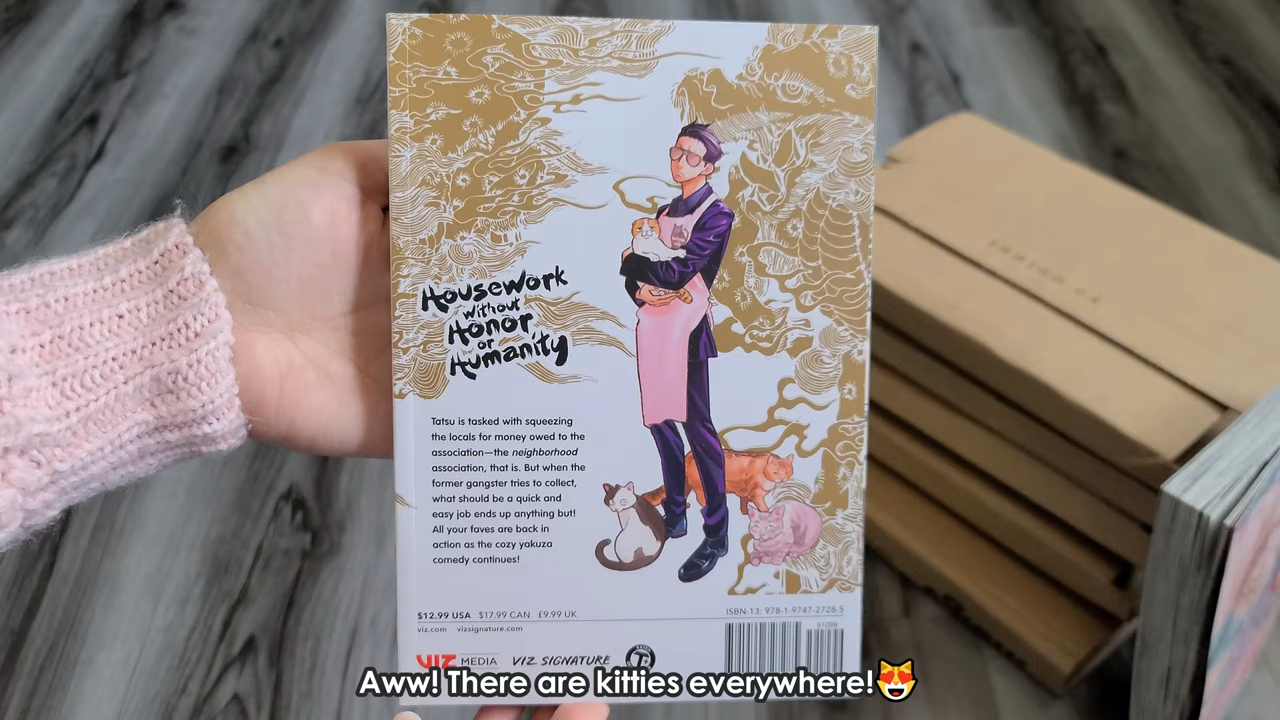 Housework
without
Honor
or
Humanity
Tatsu is tasked with squeezing
the locals for money owed to the
association—the neighborhood
association, that is. But when the
former gangster tries to collect,
what should be a quick and
easy job ends up anything but!
All your faves are back in
action as the cozy yakuza
comedy continues!
$12.99 USA $17.99 CAN £9.99 UK
viz.com vizsignature.com
ISBN-13: 978-1-9747-2728-5
51299
VIZ MEDIA VIZ SIGNATURE
Aww! There are kitties everywhere!😻